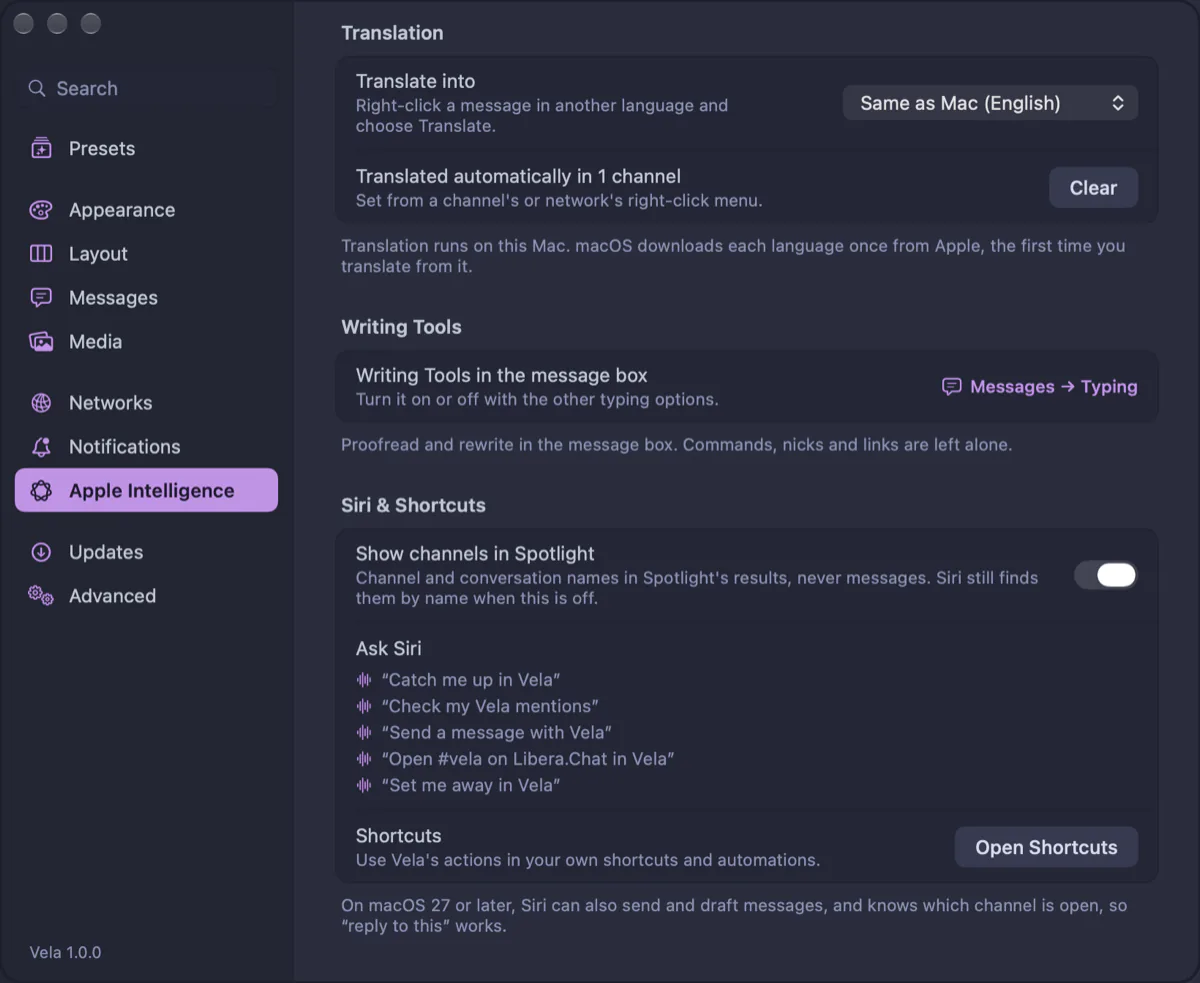 Search
Presets
Appearance
Layout
Messages
Media
Networks
Notifications
Apple Intelligence
Updates
Advanced
Vela 1.0.0
Translation
Translate into
Right-click a message in another language and
choose Translate.
Same as Mac (English)
Translated automatically in 1 channel
Set from a channel's or network's right-click menu.
Clear
Translation runs on this Mac. macOS downloads each language once from Apple, the first time you
translate from it.
Writing Tools
Writing Tools in the message box
Turn it on or off with the other typing options.
Messages → Typing
Proofread and rewrite in the message box. Commands, nicks and links are left alone.
Siri & Shortcuts
Show channels in Spotlight
Channel and conversation names in Spotlight's results, never messages. Siri still finds
them by name when this is off.
Ask Siri
“Catch me up in Vela”
“Check my Vela mentions”
“Send a message with Vela”
“Open #vela on Libera.Chat in Vela”
“Set me away in Vela”
Shortcuts
Use Vela's actions in your own shortcuts and automations.
Open Shortcuts
On macOS 27 or later, Siri can also send and draft messages, and knows which channel is open, so
“reply to this” works.